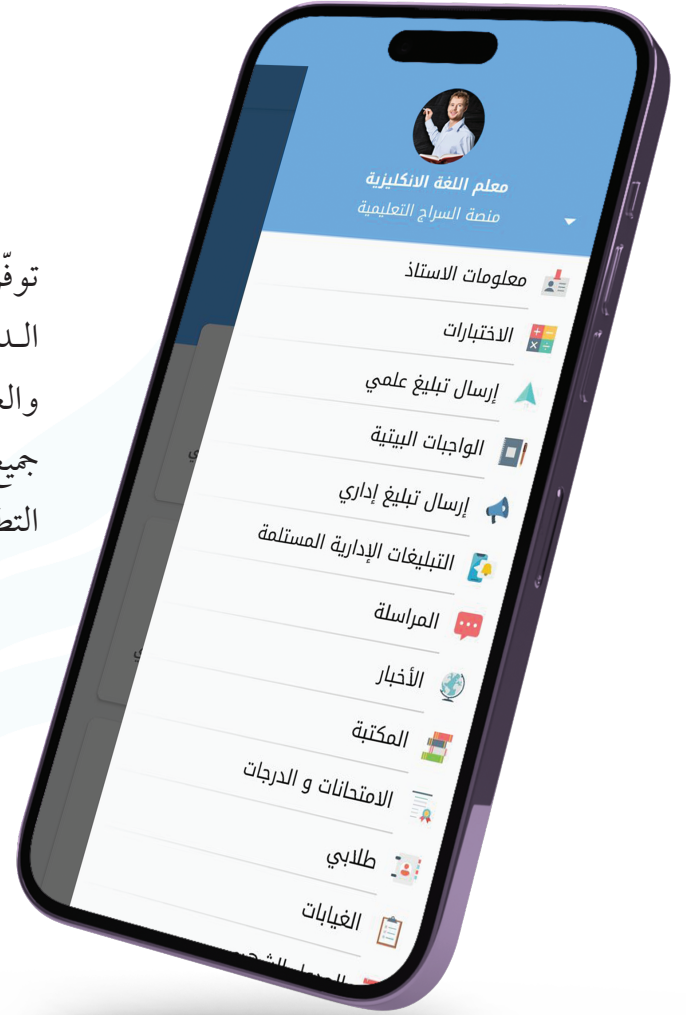 معلم اللغة الانكليزية
منصة السراج التعليمية
معلومات الاستاذ
الاختبارات
إرسال تبليغ علمي
الواجبات البيتية
إرسال تبليغ إداري
التبليغات الإدارية المستلمة
المراسلة
الأخبار
المكتبة
الامتحانات و الدرجات
طلابي
الغيابات